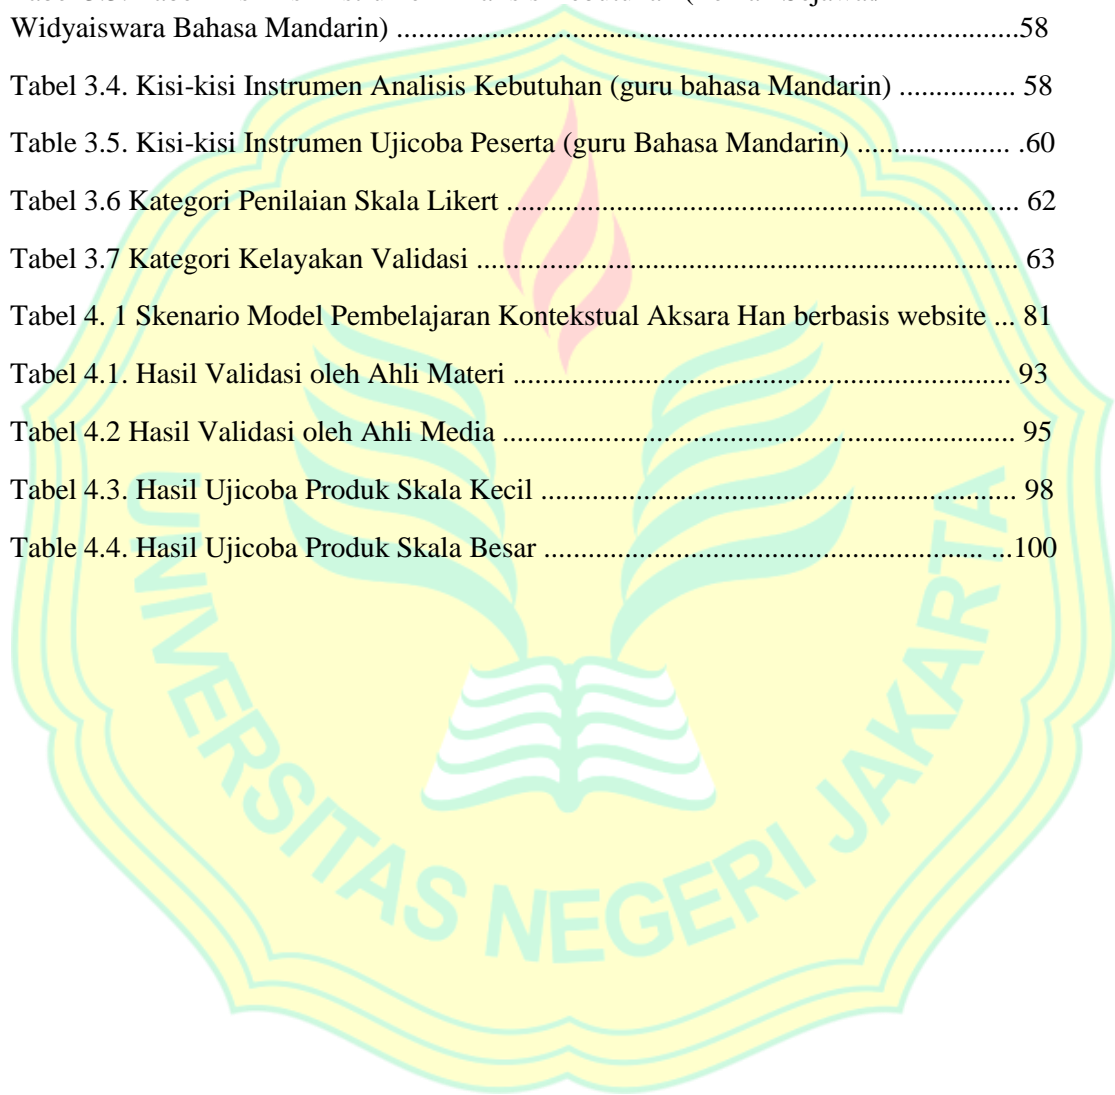 Widyaiswara Bahasa Mandarin) ..........................................................................................................58
Tabel 3.4. Kisi-kisi Instrumen Analisis Kebutuhan (guru bahasa Mandarin) ................ 58
Table 3.5. Kisi-kisi Instrumen Ujicoba Peserta (guru Bahasa Mandarin) ..................... .60
Tabel 3.6 Kategori Penilaian Skala Likert ....................................................................... 62
Tabel 3.7 Kategori Kelayakan Validasi ........................................................................... 63
Tabel 4. 1 Skenario Model Pembelajaran Kontekstual Aksara Han berbasis website ... 81
Tabel 4.1. Hasil Validasi oleh Ahli Materi ..................................................................... 93
Tabel 4.2 Hasil Validasi oleh Ahli Media ....................................................................... 95
Tabel 4.3. Hasil Ujicoba Produk Skala Kecil .................................................................. 98
Table 4.4. Hasil Ujicoba Produk Skala Besar ............................................................. ...100
UNIVERSITAS NEGERI JAKARTA